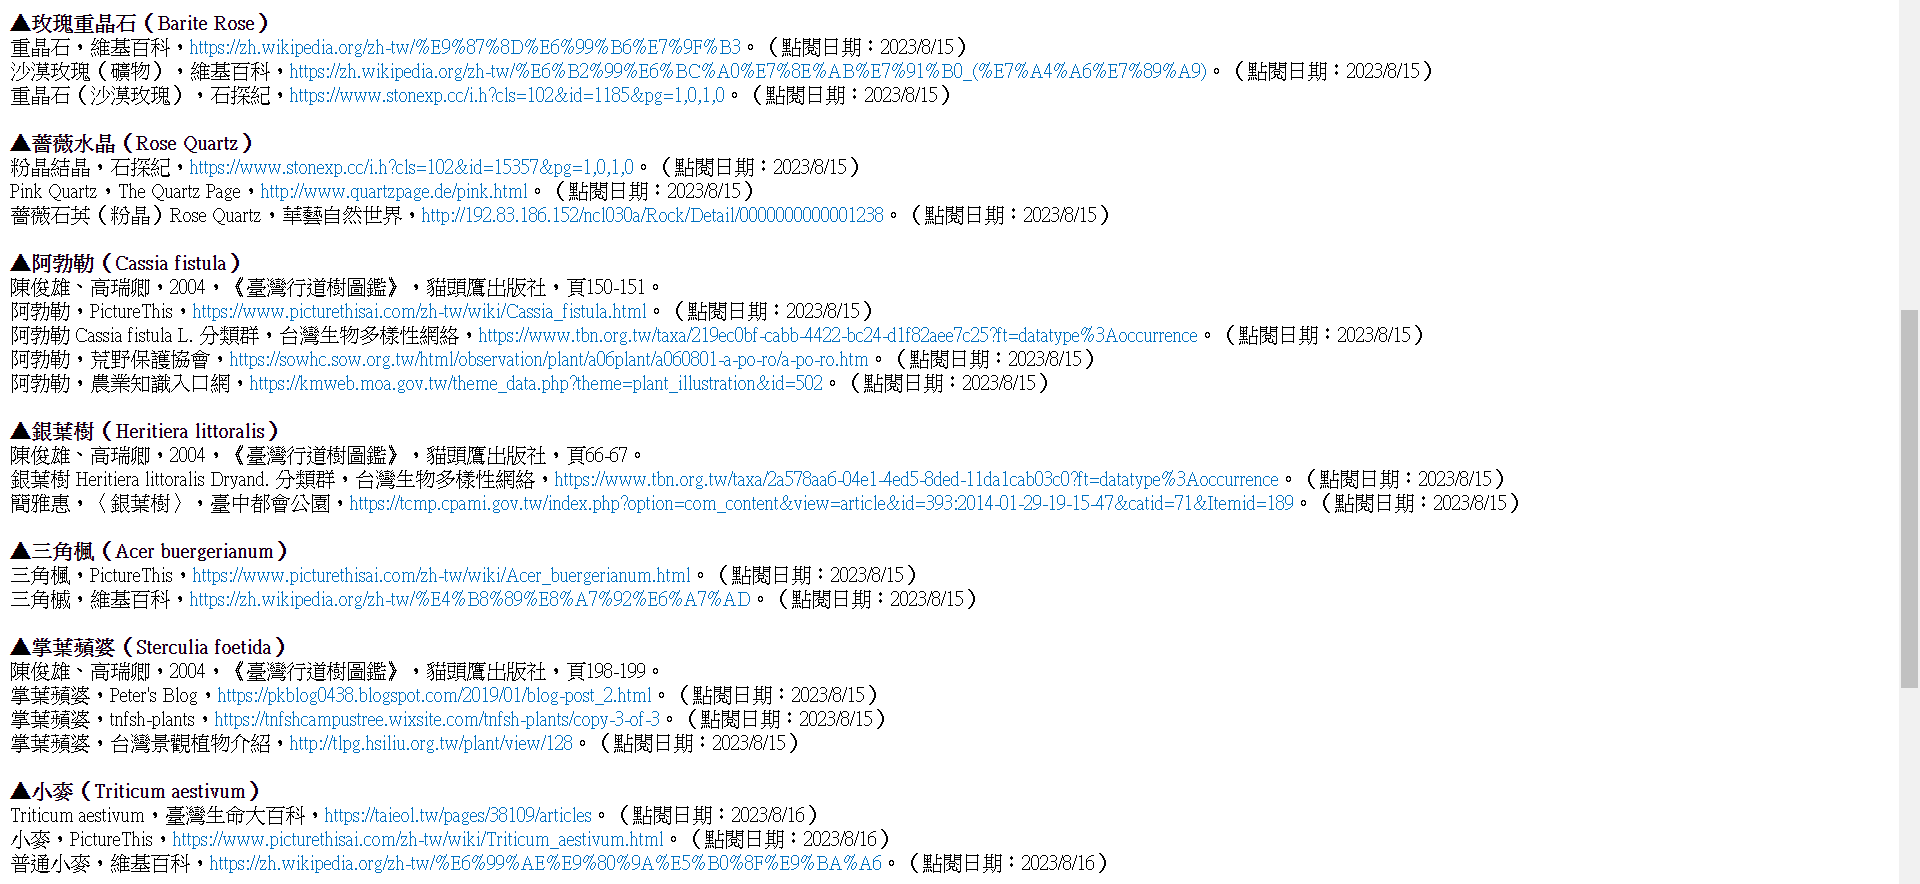 ▲玫瑰重晶石（Barite Rose）
重晶石，維基百科，https://zh.wikipedia.org/zh-tw/%E9%87%8D%E6%99%B6%E7%9F%B3。（點閱日期：2023/8/15）
沙漠玫瑰（礦物），維基百科，https://zh.wikipedia.org/zh-tw/%E6%B2%99%E6%BC%A0%E7%8E%AB%E7%91%B0_(%E7%A4%A6%E7%89%A9)。（點閱日期：2023/8/15）
重晶石（沙漠玫瑰），石探紀，https://www.stonexp.cc/i.h?cls=102&id=1185&pg=1,0,1,0。（點閱日期：2023/8/15）
▲薔薇水晶（Rose Quartz）
粉晶結晶，石探紀，https://www.stonexp.cc/i.h?cls=102&id=15357&pg=1,0,1,0。（點閱日期：2023/8/15）
Pink Quartz，The Quartz Page，http://www.quartzpage.de/pink.html。（點閱日期：2023/8/15）
薔薇石英（粉晶）Rose Quartz，華藝自然世界，http://192.83.186.152/ncl030a/Rock/Detail/0000000000001238。（點閱日期：2023/8/15）
▲阿勃勒（Cassia fistula）
陳俊雄、高瑞卿，2004，《臺灣行道樹圖鑑》，貓頭鷹出版社，頁150-151。
阿勃勒，PictureThis，https://www.picturethisai.com/zh-tw/wiki/Cassia_fistula.html。（點閱日期：2023/8/15）
阿勃勒 Cassia fistula L. 分類群，台灣生物多樣性網絡，https://www.tbn.org.tw/taxa/219ec0bf-cabb-4422-bc24-d1f82aee7c25?ft=datatype%3Aoccurrence。（點閱日期：2023/8/15）
阿勃勒，荒野保護協會，https://sowhc.sow.org.tw/html/observation/plant/a06plant/a060801-a-po-ro/a-po-ro.htm。（點閱日期：2023/8/15）
阿勃勒，農業知識入口網，https://kmweb.moa.gov.tw/theme_data.php?theme=plant_illustration&id=502。（點閱日期：2023/8/15）
▲銀葉樹（Heritiera littoralis）
陳俊雄、高瑞卿，2004，《臺灣行道樹圖鑑》，貓頭鷹出版社，頁66-67。
銀葉樹 Heritiera littoralis Dryand. 分類群，台灣生物多樣性網絡，https://www.tbn.org.tw/taxa/2a578aa6-04e1-4ed5-8ded-11da1cab03c0?ft=datatype%3Aoccurrence。（點閱日期：2023/8/15）
簡雅惠，〈銀葉樹〉，臺中都會公園，https://tcmp.cpami.gov.tw/index.php?option=com_content&view=article&id=393:2014-01-29-19-15-47&catid=71&Itemid=189。（點閱日期：2023/8/15）
▲三角楓（Acer buergerianum）
三角楓，PictureThis，https://www.picturethisai.com/zh-tw/wiki/Acer_buergerianum.html。（點閱日期：2023/8/15）
三角槭，維基百科，https://zh.wikipedia.org/zh-tw/%E4%B8%89%E8%A7%92%E6%A7%AD。（點閱日期：2023/8/15）
▲掌葉蘋婆（Sterculia foetida）
陳俊雄、高瑞卿，2004，《臺灣行道樹圖鑑》，貓頭鷹出版社，頁198-199。
掌葉蘋婆，Peter's Blog，https://pkblog0438.blogspot.com/2019/01/blog-post_2.html。（點閱日期：2023/8/15）
掌葉蘋婆，tnfsh-plants，https://tnfshcampustree.wixsite.com/tnfsh-plants/copy-3-of-3。（點閱日期：2023/8/15）
掌葉蘋婆，台灣景觀植物介紹，http://tlpg.hsiliu.org.tw/plant/view/128。（點閱日期：2023/8/15）
▲小麥（Triticum aestivum）
Triticum aestivum，臺灣生命大百科，https://taieol.tw/pages/38109/articles。（點閱日期：2023/8/16）
小麥，PictureThis，https://www.picturethisai.com/zh-tw/wiki/Triticum_aestivum.html。（點閱日期：2023/8/16）
普通小麥，維基百科，https://zh.wikipedia.org/zh-tw/%E6%99%AE%E9%80%9A%E5%B0%8F%E9%BA%A6。（點閱日期：2023/8/16）